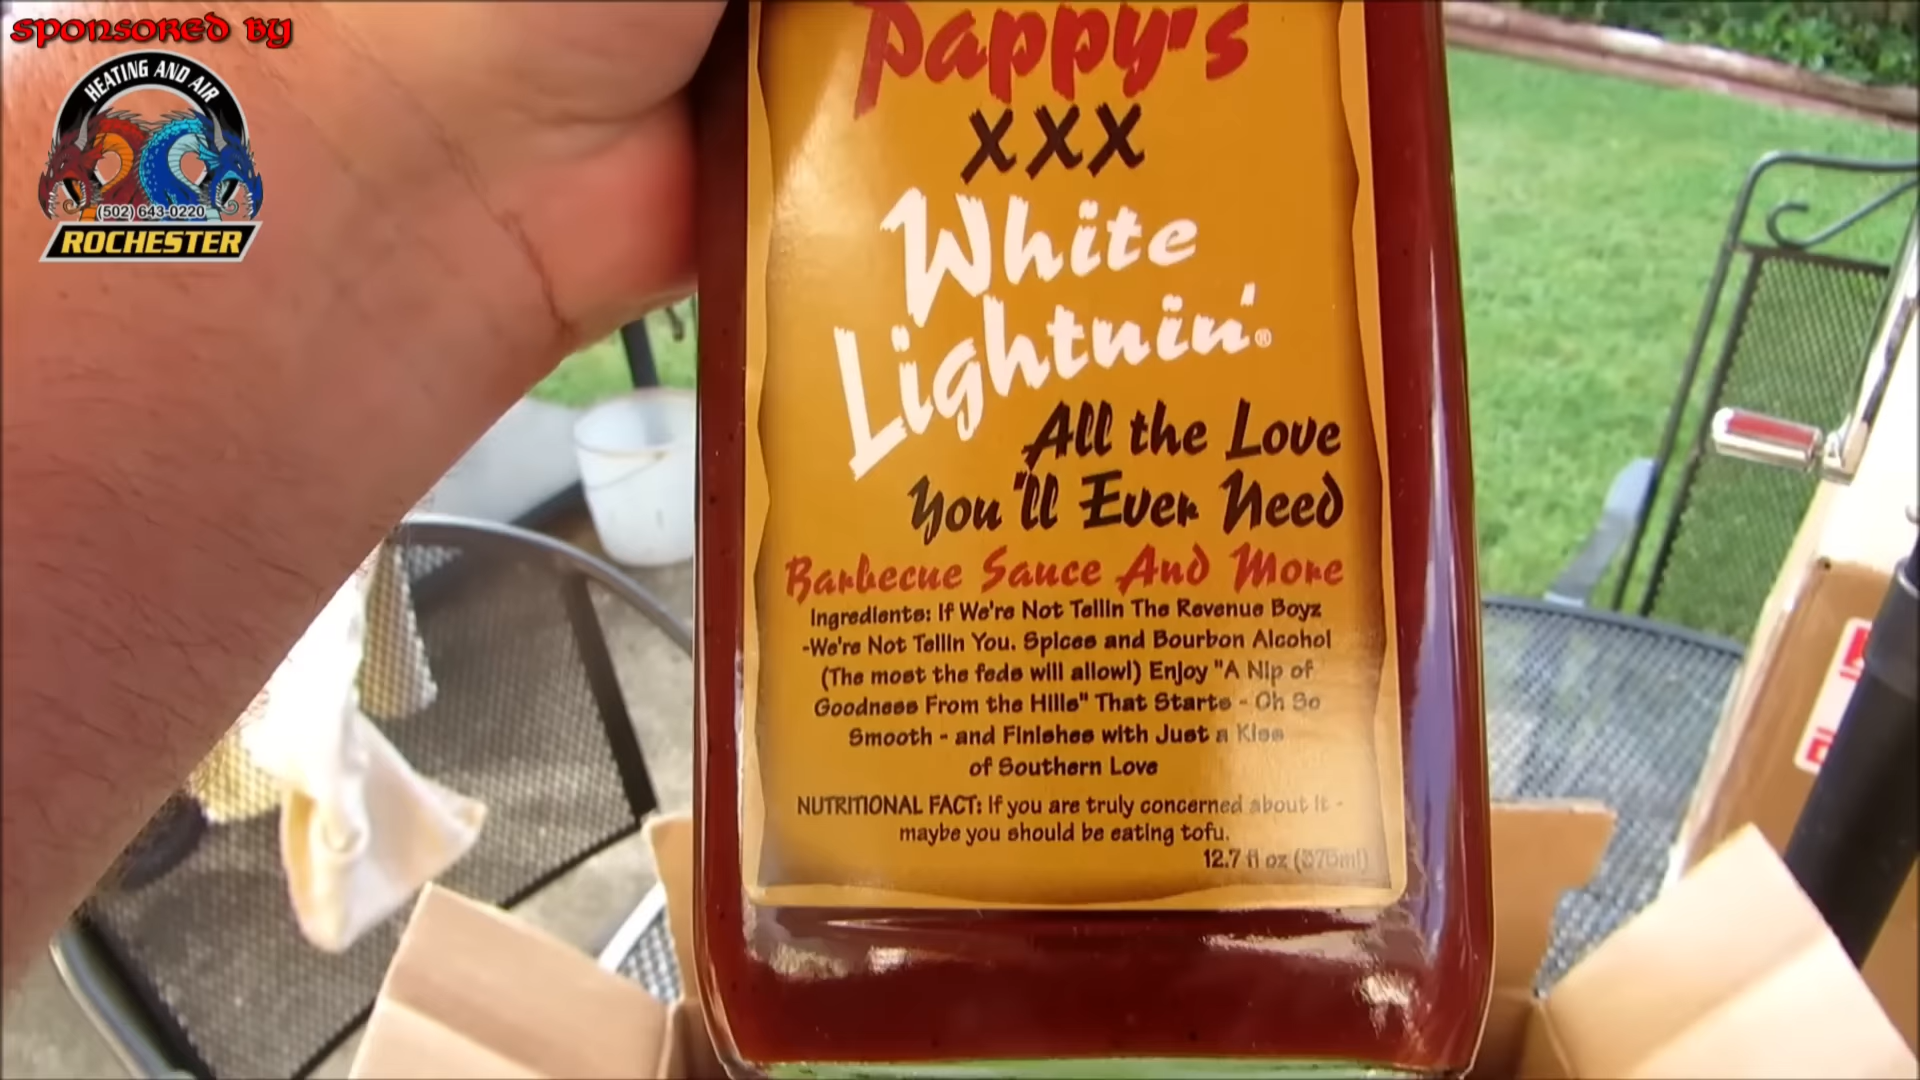 sponsored by
HEATING AND AIR
(502) 643-0220
ROCHESTER
Pappy's
XXX
White
Lightnin'®
All the Love
You'll Ever Need
Barbecue Sauce And More
Ingredients: If We're Not Tellin The Revenue Boyz
-We're Not Tellin You. Spices and Bourbon Alcohol
(The most the feds will allow!) Enjoy "A Nip of
Goodness From the Hills" That Starts - Oh So
Smooth - and Finishes with Just a Kiss
of Southern Love
NUTRITIONAL FACT: If you are truly concerned about it -
maybe you should be eating tofu.
12.7 fl oz (375ml)